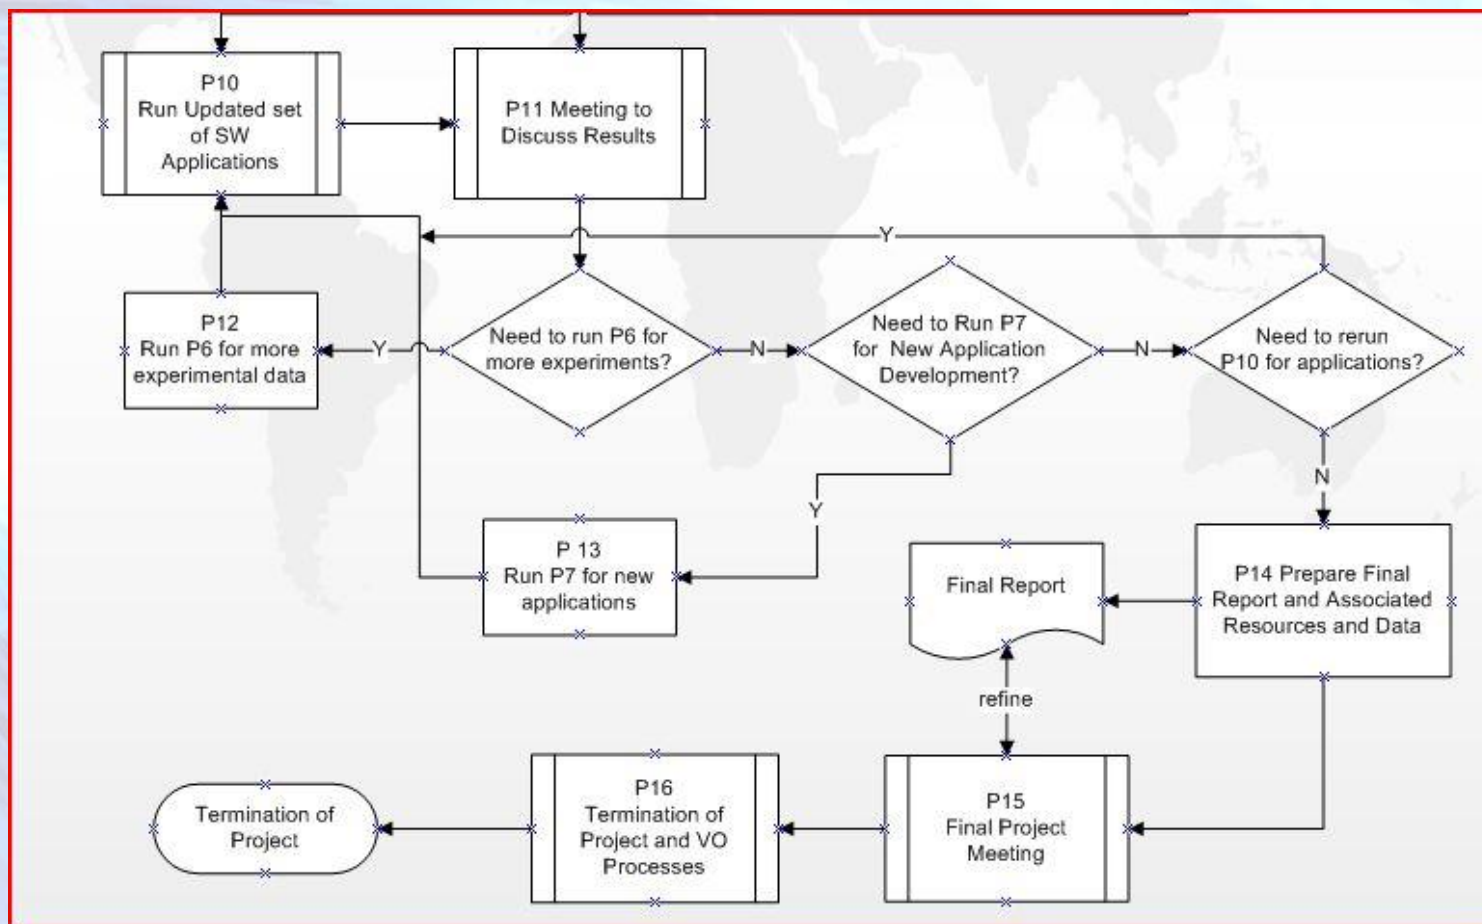 P10
Run Updated set
of SW
Applications
P11 Meeting to
Discuss Results
Y
P12
Run P6 for more
experimental data
Y
Need to run P6 for
more experiments?
N
Need to Run P7
for New Application
Development?
N
Need to rerun
P10 for applications?
N
Y
P 13
Run P7 for new
applications
Final Report
P14 Prepare Final
Report and Associated
Resources and Data
refine
Termination of
Project
P16
Termination of
Project and VO
Processes
P15
Final Project
Meeting